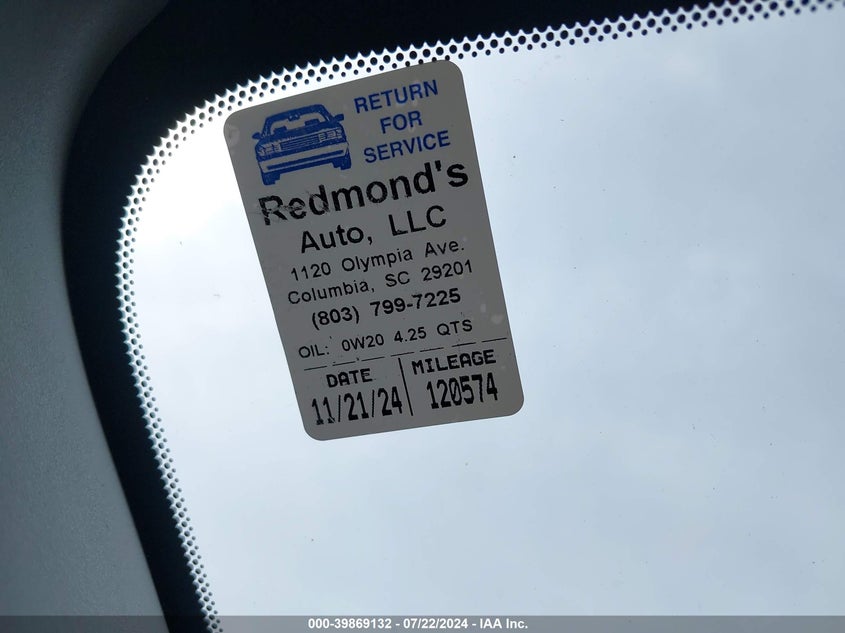 RETURN
FOR
SERVICE
Redmond's
Auto, LLC
1120 Olympia Ave.
Columbia, SC 29201
(803) 799-7225
OIL: 0W20 4.25 QTS
DATE MILEAGE
11/21/24 120574
000-39869132 - 07/22/2024 - IAA Inc.